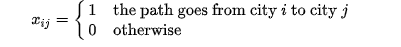 x_{ij} = { 1 the path goes from city i to city j
0 otherwise